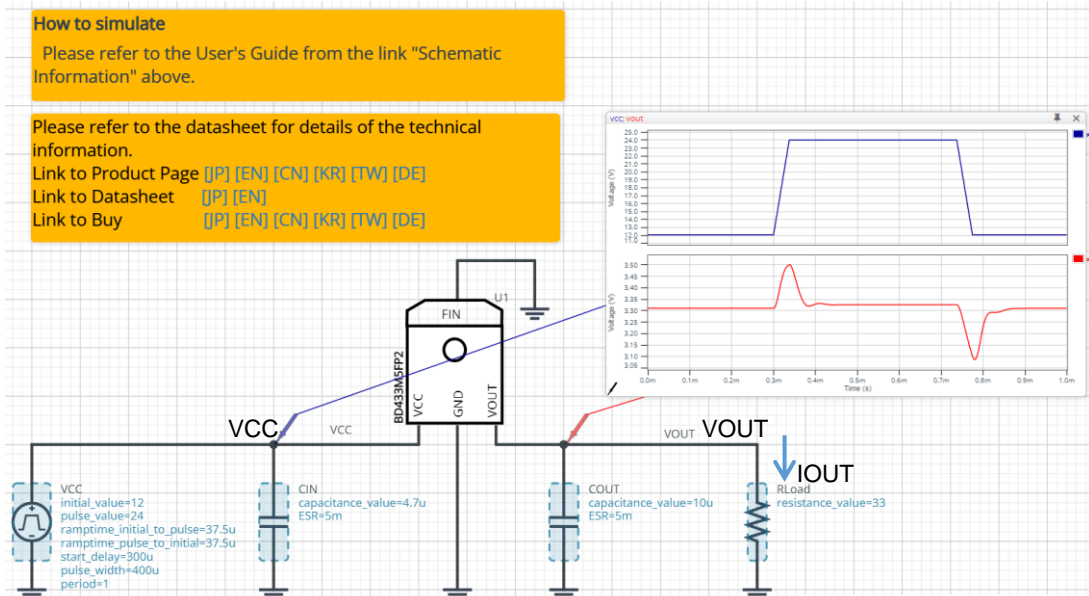 How to simulate
Please refer to the User's Guide from the link "Schematic
Information" above.
Please refer to the datasheet for details of the technical
information.
Link to Product Page [JP] [EN] [CN] [KR] [TW] [DE]
Link to Datasheet [JP] [EN]
Link to Buy [JP] [EN] [CN] [KR] [TW] [DE]
vcc; vout
25.0
24.0
23.0
22.0
21.0
20.0
19.0
18.0
17.0
16.0
15.0
14.0
13.0
12.0
11.0
Voltage (V)
3.50
3.45
3.40
3.35
3.30
3.25
3.20
3.15
3.10
3.05
Voltage (V)
0.0m 0.1m 0.2m 0.3m 0.4m 0.5m 0.6m 0.7m 0.8m 0.9m 1.0m
Time (s)
U1
FIN
BD433M5FP2
VCC
GND
VOUT
VCC
VCC
VOUT
VOUT
IOUT
VCC
initial_value=12
pulse_value=24
ramptime_initial_to_pulse=37.5u
ramptime_pulse_to_initial=37.5u
start_delay=300u
pulse_width=400u
period=1
CIN
capacitance_value=4.7u
ESR=5m
COUT
capacitance_value=10u
ESR=5m
RLoad
resistance_value=33